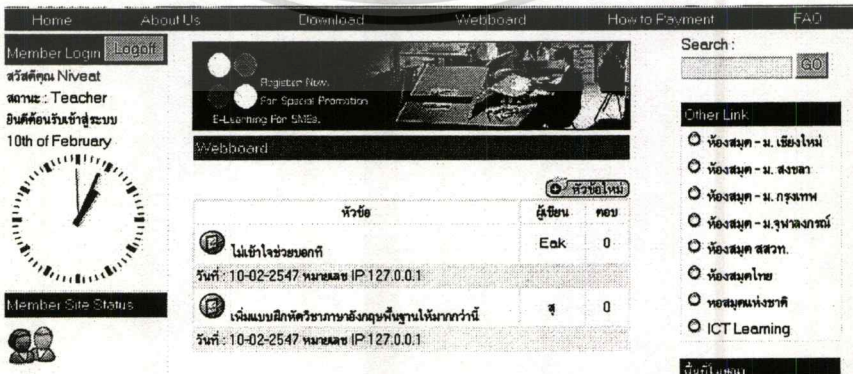 Home About Us Download Webboard How to Payment FAQ
Member Login Logoff
สวัสดีคุณ Niveat
สถานะ : Teacher
ยินดีต้อนรับเข้าสู่ระบบ
10th of February
Member Site Status
Register Now.
For Special Promotion
E-Learning For SMEs.
Webboard
หัวข้อใหม่
หัวข้อ ผู้เขียน ตอบ
ไม่เข้าใจช่วยบอกที Eak 0
วันที่ : 10-02-2547 หมายเลข IP 127.0.0.1
เพิ่มแบบฝึกหัดวิชาภาษาอังกฤษพื้นฐานให้มากกว่านี้ สุ 0
วันที่ : 10-02-2547 หมายเลข IP 127.0.0.1
Search :
GO
Other Link
ห้องสมุด - ม. เชียงใหม่
ห้องสมุด - ม. สงขลา
ห้องสมุด - ม. กรุงเทพ
ห้องสมุด - ม.จุฬาลงกรณ์
ห้องสมุด สสวท.
ห้องสมุดไทย
หอสมุดแห่งชาติ
ICT Learning